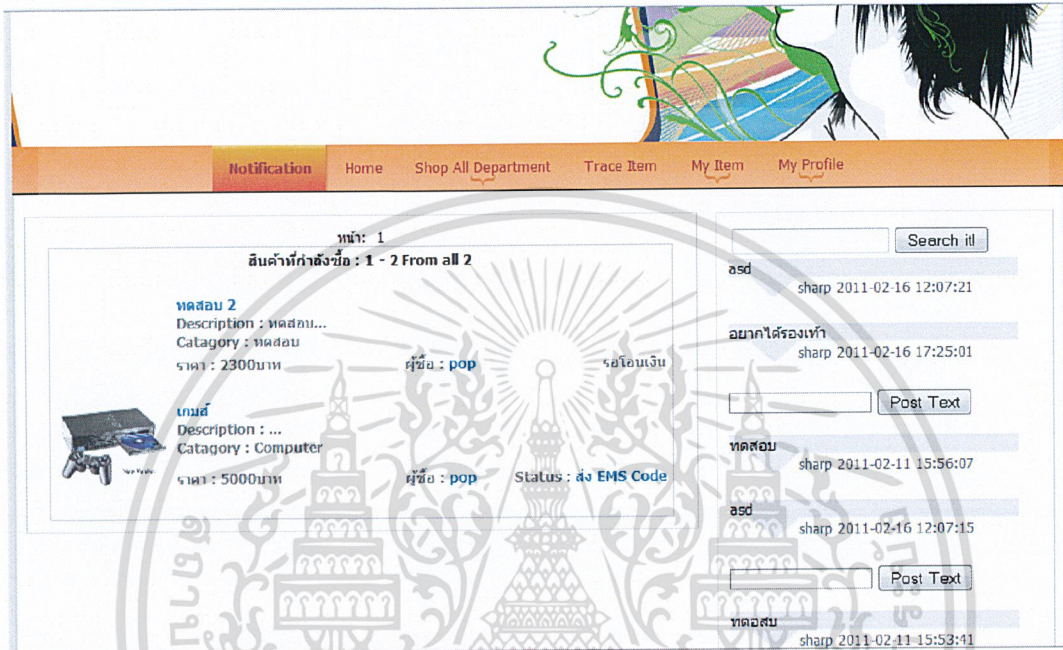 Notification Home Shop All Department Trace Item My Item My Profile
หน้า: 1
สินค้าที่กำลังซื้อ : 1 - 2 From all 2
ทดสอบ 2
Description : ทดสอบ...
Catagory : ทดสอบ
ราคา : 2300บาท ผู้ซื้อ : pop รอโอนเงิน
เกมส์
Description : ...
Catagory : Computer
ราคา : 5000บาท ผู้ซื้อ : pop Status : ส่ง EMS Code
Search it!
asd
sharp 2011-02-16 12:07:21
อยากได้รองเท้า
sharp 2011-02-16 17:25:01
Post Text
ทดสอบ
sharp 2011-02-11 15:56:07
asd
sharp 2011-02-16 12:07:15
Post Text
ทดอสบ
sharp 2011-02-11 15:53:41